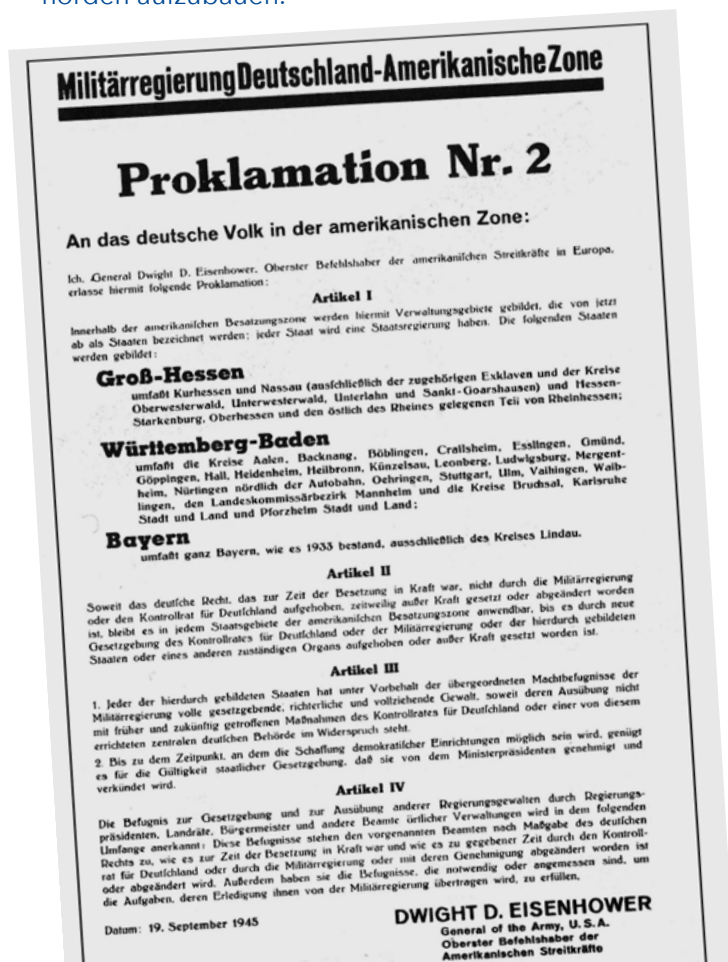 norden aufzubauen.
Militärregierung Deutschland-Amerikanische Zone
Proklamation Nr. 2
An das deutsche Volk in der amerikanischen Zone:
Ich, General Dwight D. Eisenhower, Oberster Befehlshaber der amerikanischen Streitkräfte in Europa,
erlasse hiermit folgende Proklamation:
Artikel I
Innerhalb der amerikanischen Besatzungszone werden hiermit Verwaltungsgebiete gebildet, die von jetzt
ab als Staaten bezeichnet werden; jeder Staat wird eine Staatsregierung haben. Die folgenden Staaten
werden gebildet:
Groß-Hessen
umfaßt Kurhessen und Nassau (ausschließlich der zugehörigen Exklaven und der Kreise
Oberwesterwald, Unterwesterwald, Unterlahn und Sankt-Goarshausen) und Hessen-
Starkenburg, Oberhessen und den östlich des Rheines gelegenen Teil von Rheinhessen;
Württemberg-Baden
umfaßt die Kreise Aalen, Backnang, Böblingen, Crailsheim, Esslingen, Gmünd,
Göppingen, Hall, Heidenheim, Heilbronn, Künzelsau, Leonberg, Ludwigsburg, Mergent-
heim, Nürtingen nördlich der Autobahn, Oehringen, Stuttgart, Ulm, Vaihingen, Waib-
lingen, den Landeskommissärbezirk Mannheim und die Kreise Bruchsal, Karlsruhe
Stadt und Land und Pforzheim Stadt und Land;
Bayern
umfaßt ganz Bayern, wie es 1933 bestand, ausschließlich des Kreises Lindau.
Artikel II
Soweit das deutsche Recht, das zur Zeit der Besetzung in Kraft war, nicht durch die Militärregierung
oder den Kontrollrat für Deutschland aufgehoben, zeitweilig außer Kraft gesetzt oder abgeändert worden
ist, bleibt es in jedem Staatsgebiete der amerikanischen Besatzungszone anwendbar, bis es durch neue
Gesetzgebung des Kontrollrates für Deutschland oder der Militärregierung oder der hierdurch gebildeten
Staaten oder eines anderen zuständigen Organs aufgehoben oder außer Kraft gesetzt worden ist.
Artikel III
1. Jeder der hierdurch gebildeten Staaten hat unter Vorbehalt der übergeordneten Machtbefugnisse der
Militärregierung volle gesetzgebende, richterliche und vollziehende Gewalt, soweit deren Ausübung nicht
mit früher und zukünftig getroffenen Maßnahmen des Kontrollrates für Deutschland oder einer von diesem
errichteten zentralen deutschen Behörde im Widerspruch steht.
2. Bis zu dem Zeitpunkt, an dem die Schaffung demokratischer Einrichtungen möglich sein wird, genügt
es für die Gültigkeit staatlicher Gesetzgebung, daß sie von dem Ministerpräsidenten genehmigt und
verkündet wird.
Artikel IV
Die Befugnis zur Gesetzgebung und zur Ausübung anderer Regierungsgewalten durch Regierungs-
präsidenten, Landräte, Bürgermeister und andere Beamte örtlicher Verwaltungen wird in dem folgenden
Umfange anerkannt: Diese Befugnisse stehen den vorgenannten Beamten nach Maßgabe des deutschen
Rechts zu, wie es zur Zeit der Besetzung in Kraft war und wie es zu gegebener Zeit durch den Kontroll-
rat für Deutschland oder durch die Militärregierung oder mit deren Genehmigung abgeändert worden ist
oder abgeändert wird. Außerdem haben sie die Befugnisse, die notwendig oder angemessen sind, um
die Aufgaben, deren Erledigung ihnen von der Militärregierung übertragen wird, zu erfüllen.
Datum: 19. September 1945
DWIGHT D. EISENHOWER
General of the Army, U.S.A.
Oberster Befehlshaber der
Amerikanischen Streitkräfte